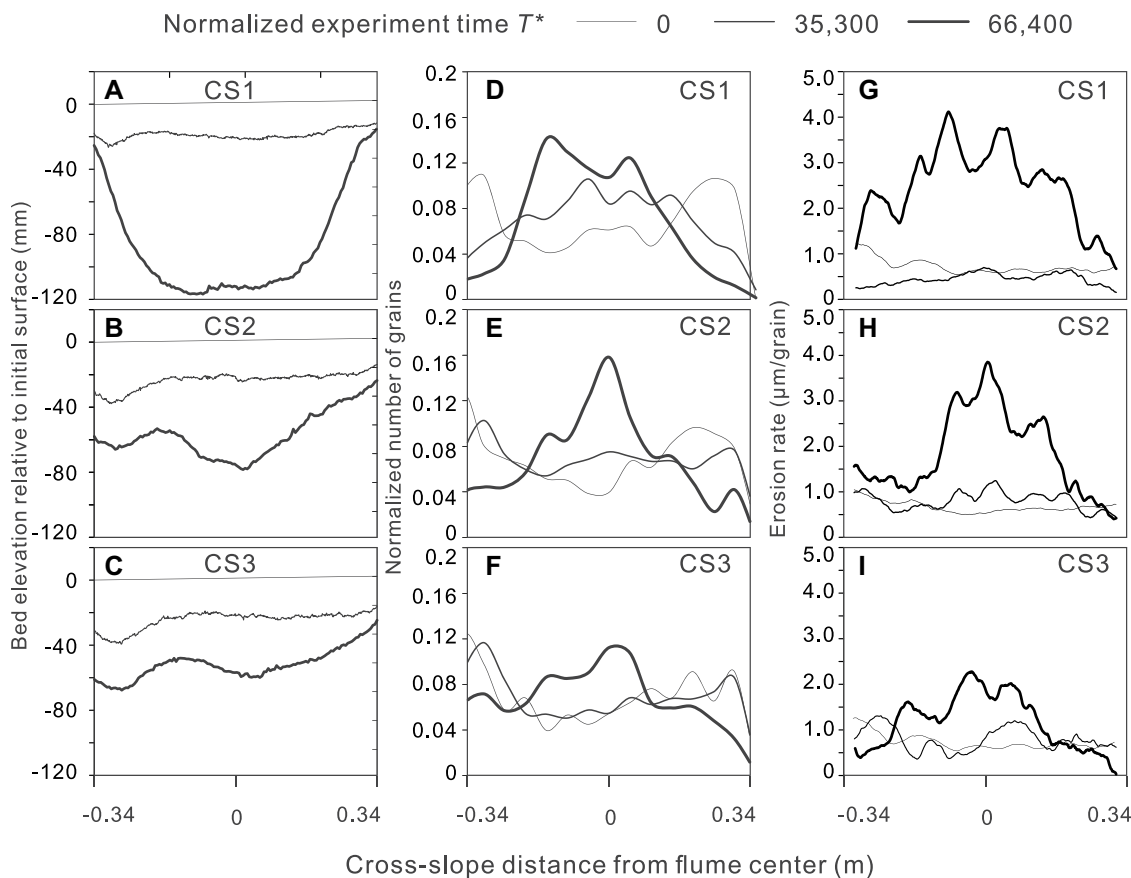 Normalized experiment time T* 0 35,300 66,400
A CS1
0
-40
-80
-120
B CS2
0
-40
-80
-120
C CS3
0
-40
-80
-120
-0.34 0 0.34
Bed elevation relative to initial surface (mm)
D CS1
0.2
0.16
0.12
0.08
0.04
0
E CS2
0.2
0.16
0.12
0.08
0.04
0
F CS3
0.2
0.16
0.12
0.08
0.04
0
-0.34 0 0.34
Normalized number of grains
G CS1
5.0
4.0
3.0
2.0
1.0
0
H CS2
5.0
4.0
3.0
2.0
1.0
0
I CS3
5.0
4.0
3.0
2.0
1.0
0
-0.34 0 0.34
Erosion rate (μm/grain)
Cross-slope distance from flume center (m)